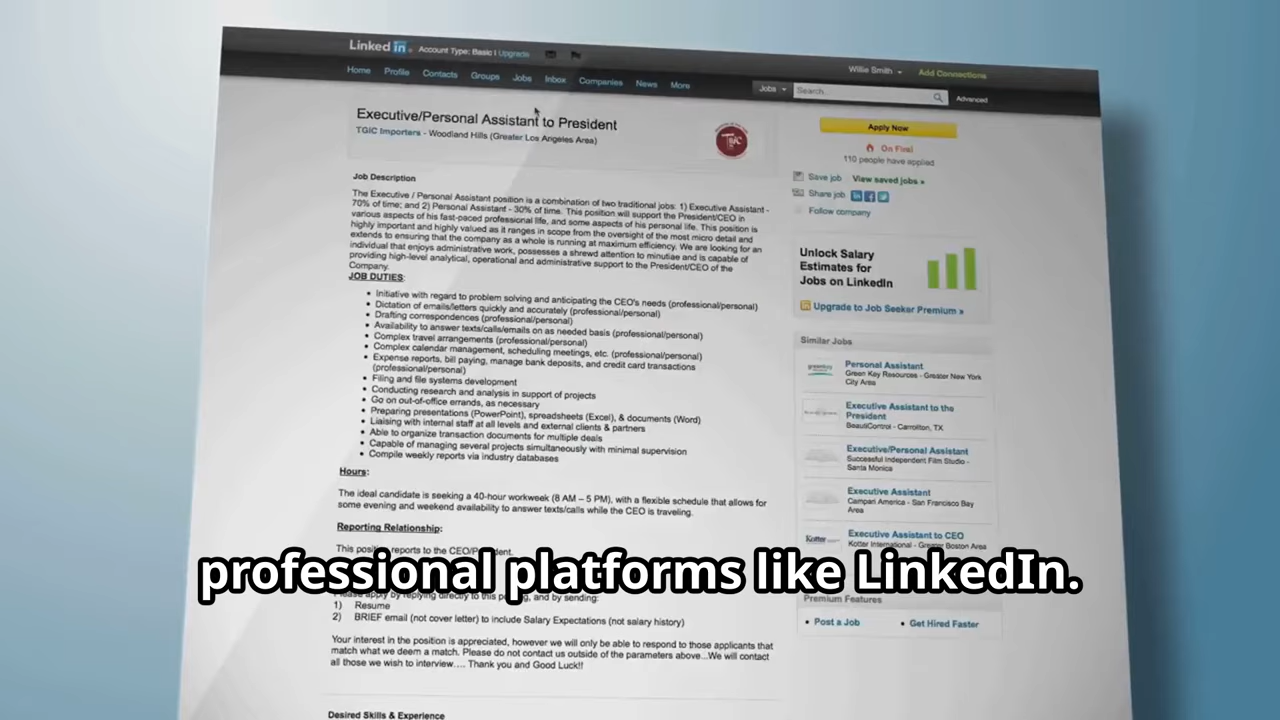 Linked in. Account Type: Basic | Upgrade
Willie Smith Add Connections
Home Profile Contacts Groups Jobs Inbox Companies News More
Jobs Search... Advanced
Executive/Personal Assistant to President
TGIC Importers - Woodland Hills (Greater Los Angeles Area)
Job Description
The Executive / Personal Assistant position is a combination of two traditional jobs: 1) Executive Assistant -
70% of time; and 2) Personal Assistant - 30% of time. This position will support the President/CEO in
various aspects of his fast-paced professional life, and some aspects of his personal life. This position is
highly important and highly valued as it ranges in scope from the oversight of the most micro detail and
extends to ensuring that the company as a whole is running at maximum efficiency. We are looking for an
individual that enjoys administrative work, possesses a shrewd attention to minutiae and is capable of
providing high-level analytical, operational and administrative support to the President/CEO of the
Company.
JOB DUTIES:
• Initiative with regard to problem solving and anticipating the CEO's needs (professional/personal)
• Dictation of emails/letters quickly and accurately (professional/personal)
• Drafting correspondences (professional/personal)
• Availability to answer texts/calls/emails on as needed basis (professional/personal)
• Complex travel arrangements (professional/personal)
• Complex calendar management, scheduling meetings, etc. (professional/personal)
• Expense reports, bill paying, manage bank deposits, and credit card transactions
(professional/personal)
• Filing and file systems development
• Conducting research and analysis in support of projects
• Go on out-of-office errands, as necessary
• Preparing presentations (PowerPoint), spreadsheets (Excel), & documents (Word)
• Liaising with internal staff at all levels and external clients & partners
• Able to organize transaction documents for multiple deals
• Capable of managing several projects simultaneously with minimal supervision
• Compile weekly reports via industry databases
Hours:
The ideal candidate is seeking a 40-hour workweek (8 AM – 5 PM), with a flexible schedule that allows for
some evening and weekend availability to answer texts/calls while the CEO is traveling.
Reporting Relationship:
This position reports to the CEO/President.
Please apply by replying directly to this posting, and by sending:
1) Resume
2) BRIEF email (not cover letter) to include Salary Expectations (not salary history)
Your interest in the position is appreciated, however we will only be able to respond to those applicants that
match what we deem a match. Please do not contact us outside of the parameters above...We will contact
all those we wish to interview.... Thank you and Good Luck!!
Desired Skills & Experience
Apply Now
On Fire!
110 people have applied
Save job View saved jobs »
Share job
Follow company
Unlock Salary
Estimates for
Jobs on LinkedIn
Upgrade to Job Seeker Premium »
Similar Jobs
Personal Assistant
Green Key Resources - Greater New York
City Area
Executive Assistant to the
President
BeautiControl - Carrollton, TX
Executive/Personal Assistant
Successful Independent Film Studio -
Santa Monica
Executive Assistant
Campari America - San Francisco Bay
Area
Kotter
Executive Assistant to CEO
Kotter International - Greater Boston Area
Premium Features
• Post a Job • Get Hired Faster
professional platforms like LinkedIn.